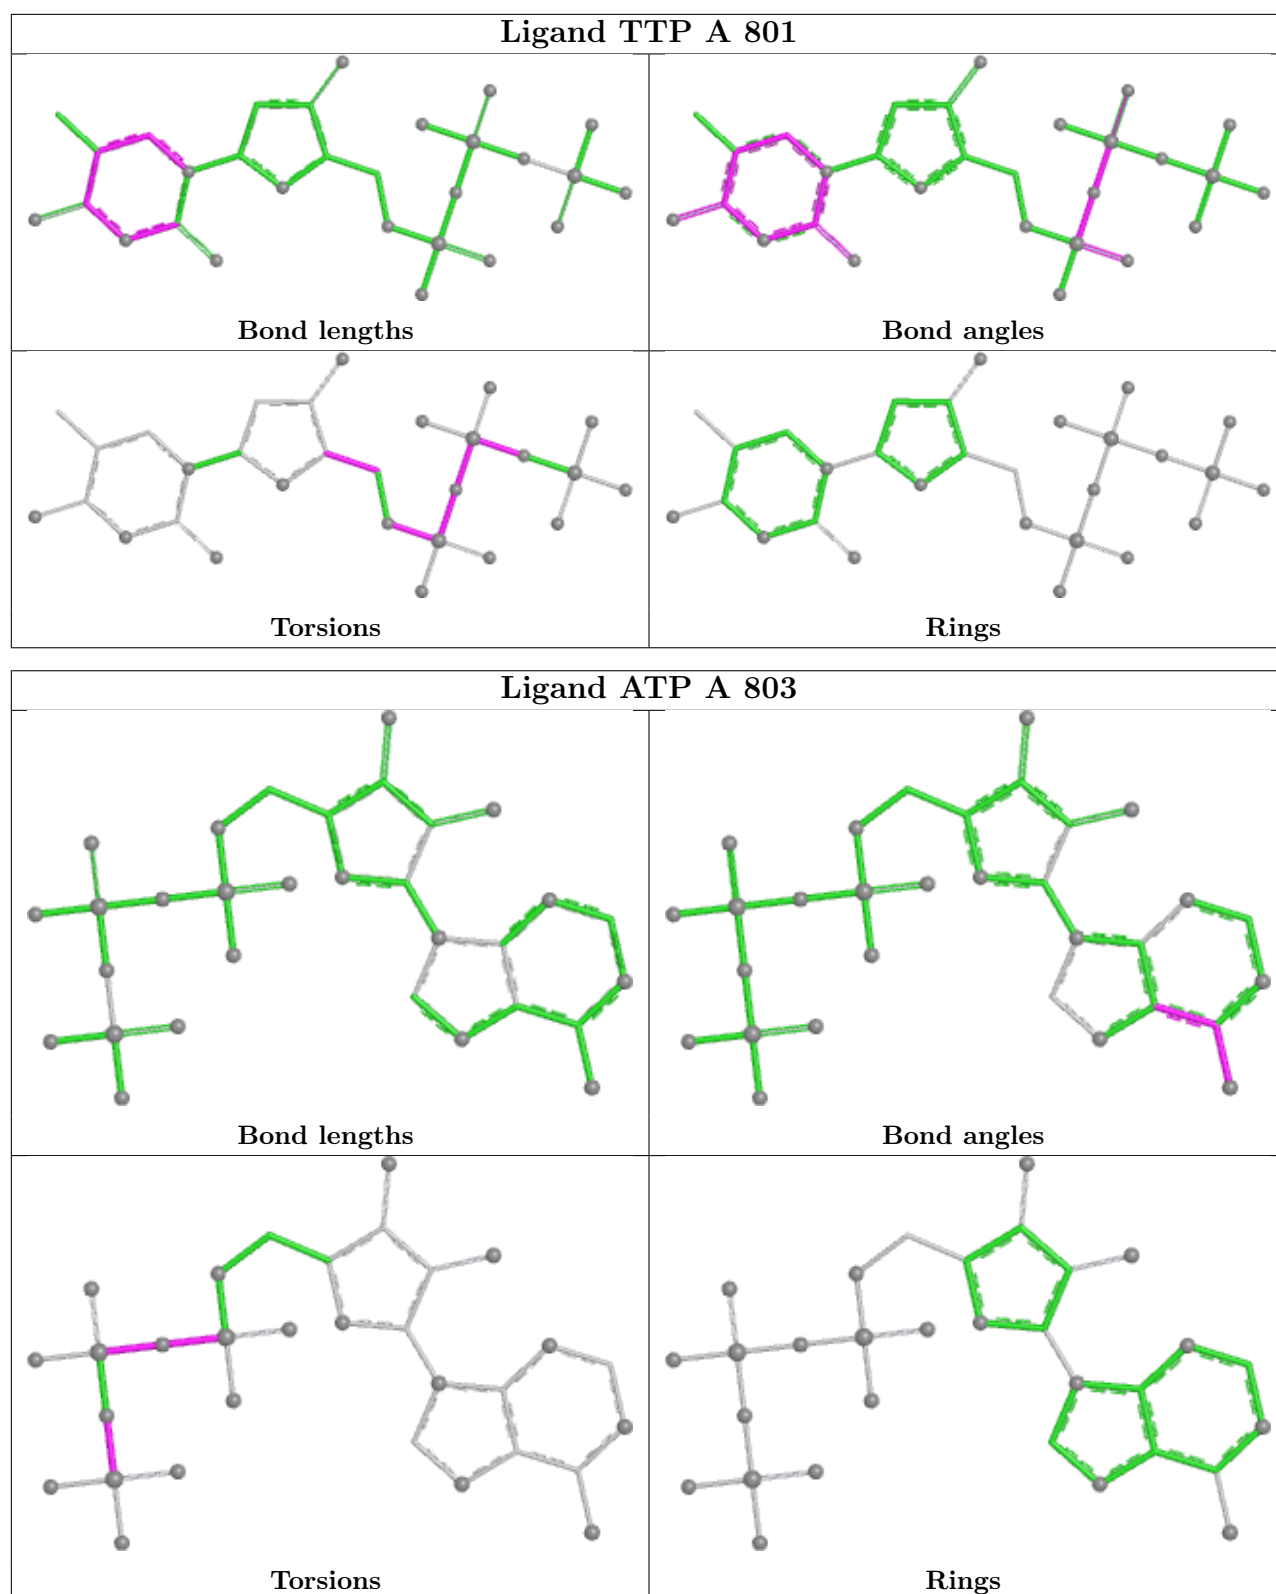 Ligand TTP A 801
Bond lengths
Bond angles
Torsions
Rings
Ligand ATP A 803
Bond lengths
Bond angles
Torsions
Rings